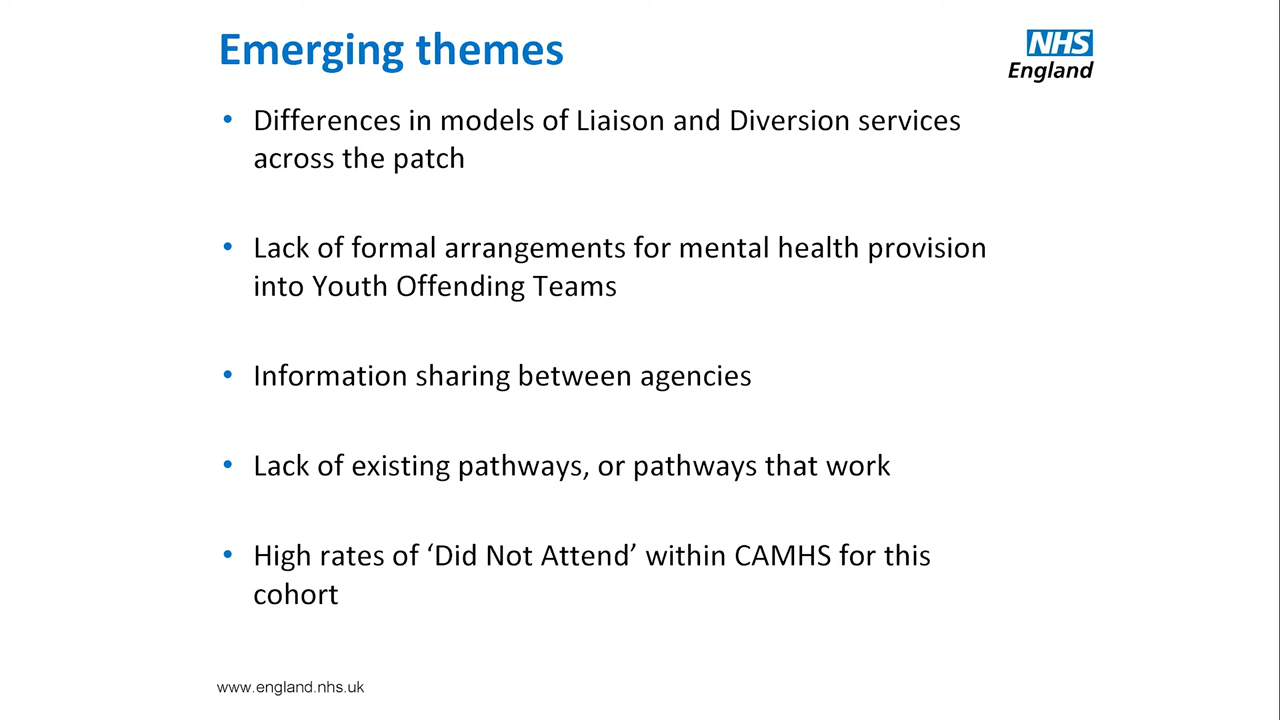 Emerging themes
NHS
England
• Differences in models of Liaison and Diversion services
across the patch
• Lack of formal arrangements for mental health provision
into Youth Offending Teams
• Information sharing between agencies
• Lack of existing pathways, or pathways that work
• High rates of ‘Did Not Attend’ within CAMHS for this
cohort
www.england.nhs.uk